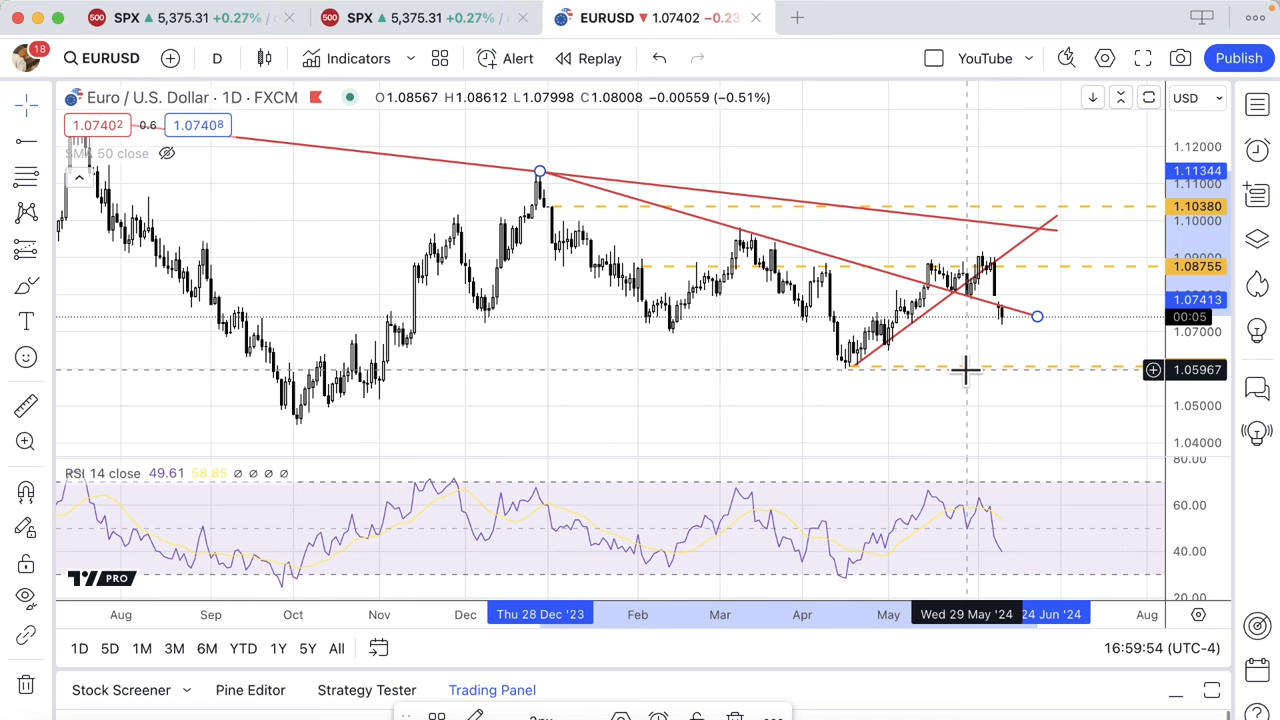 500 SPX 5,375.31 +0.27% /
500 SPX 5,375.31 +0.27% /
EURUSD 1.07402 −0.23
18
EURUSD
D
Indicators
Alert
Replay
YouTube
Publish
Euro / U.S. Dollar · 1D · FXCM
O1.08567 H1.08612 L1.07998 C1.08008 −0.00559 (−0.51%)
USD
1.07402 0.6 1.07408
SMA 50 close
1.12000
1.11344
1.11000
1.10380
1.10000
1.09000
1.08755
1.07413
00:05
1.07000
1.05967
1.05000
1.04000
RSI 14 close 49.61 58.85 ∅ ∅ ∅ ∅
80.00
60.00
40.00
20.00
PRO
Aug Sep Oct Nov Dec Thu 28 Dec '23 Feb Mar Apr May Wed 29 May '24 24 Jun '24 Aug
1D 5D 1M 3M 6M YTD 1Y 5Y All
16:59:54 (UTC-4)
Stock Screener Pine Editor Strategy Tester Trading Panel